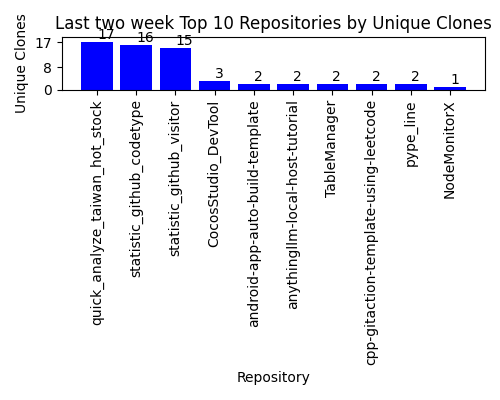 Last two week Top 10 Repositories by Unique Clones
Unique Clones
17
8
0
17
16
15
3
2
2
2
2
2
1
quick_analyze_taiwan_hot_stock
statistic_github_codetype
statistic_github_visitor
CocosStudio_DevTool
android-app-auto-build-template
anythingllm-local-host-tutorial
TableManager
cpp-gitaction-template-using-leetcode
pype_line
NodeMonitorX
Repository